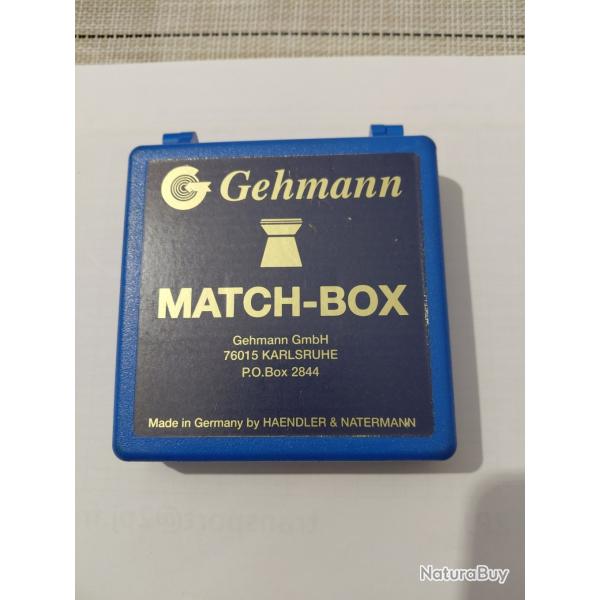 Gehmann
MATCH-BOX
Gehmann GmbH
76015 KARLSRUHE
P.O.Box 2844
Made in Germany by HAENDLER & NATERMANN
NaturaBuy